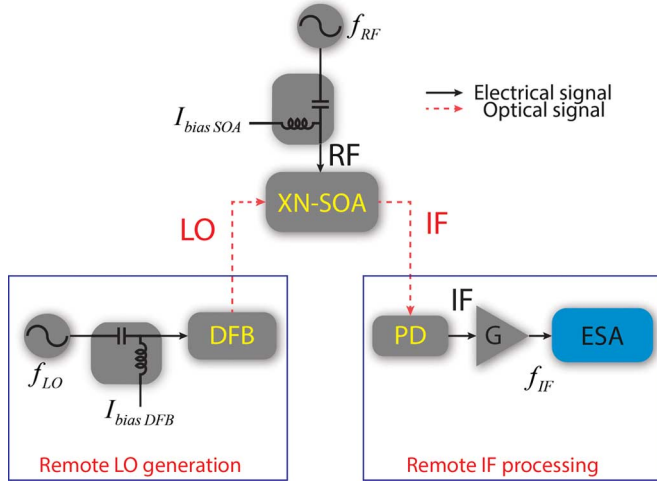 f_RF
Electrical signal
Optical signal
I_bias SOA
RF
XN-SOA
LO
IF
IF
DFB
PD
G
ESA
f_LO
f_IF
I_bias DFB
Remote LO generation
Remote IF processing